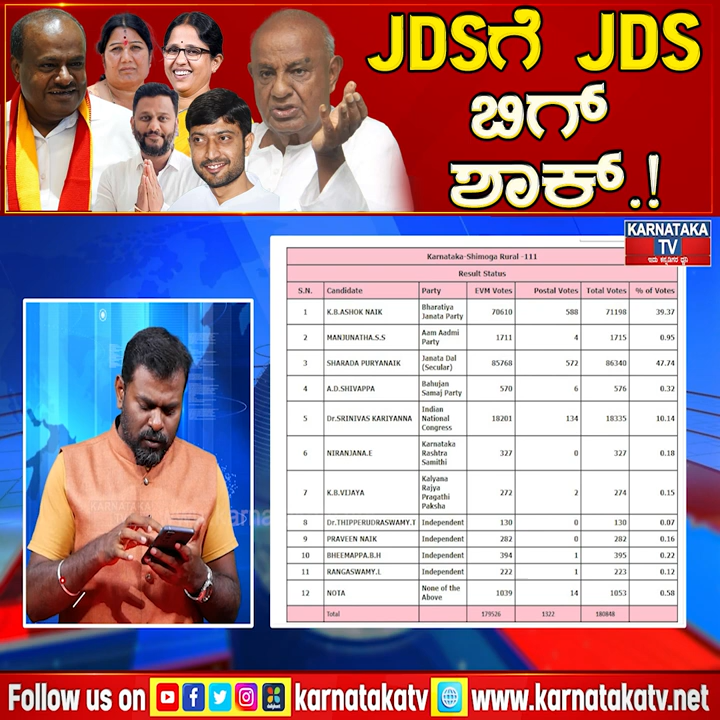 JDSಗೆ JDS
ಬಿಗ್
ಶಾಕ್.!
KARNATAKA
TV
ಇದು ಕನ್ನಡಿಗರ ಧ್ವನಿ
Karnataka-Shimoga Rural -111
Result Status
S.N. Candidate Party EVM Votes Postal Votes Total Votes % of Votes
1 K.B.ASHOK NAIK Bharatiya Janata Party 70610 588 71198 39.37
2 MANJUNATHA.S.S Aam Aadmi Party 1711 4 1715 0.95
3 SHARADA PURYANAIK Janata Dal (Secular) 85768 572 86340 47.74
4 A.D.SHIVAPPA Bahujan Samaj Party 570 6 576 0.32
5 Dr.SRINIVAS KARIYANNA Indian National Congress 18201 134 18335 10.14
6 NIRANJANA.E Karnataka Rashtra Samithi 327 0 327 0.18
7 K.B.VIJAYA Kalyana Rajya Pragathi Paksha 272 2 274 0.15
8 Dr.THIPPERUDRASWAMY.T Independent 130 0 130 0.07
9 PRAVEEN NAIK Independent 282 0 282 0.16
10 BHEEMAPPA.B.H Independent 394 1 395 0.22
11 RANGASWAMY.L Independent 222 1 223 0.12
12 NOTA None of the Above 1039 14 1053 0.58
Total 179526 1322 180848
Follow us on karnatakatv www.karnatakatv.net